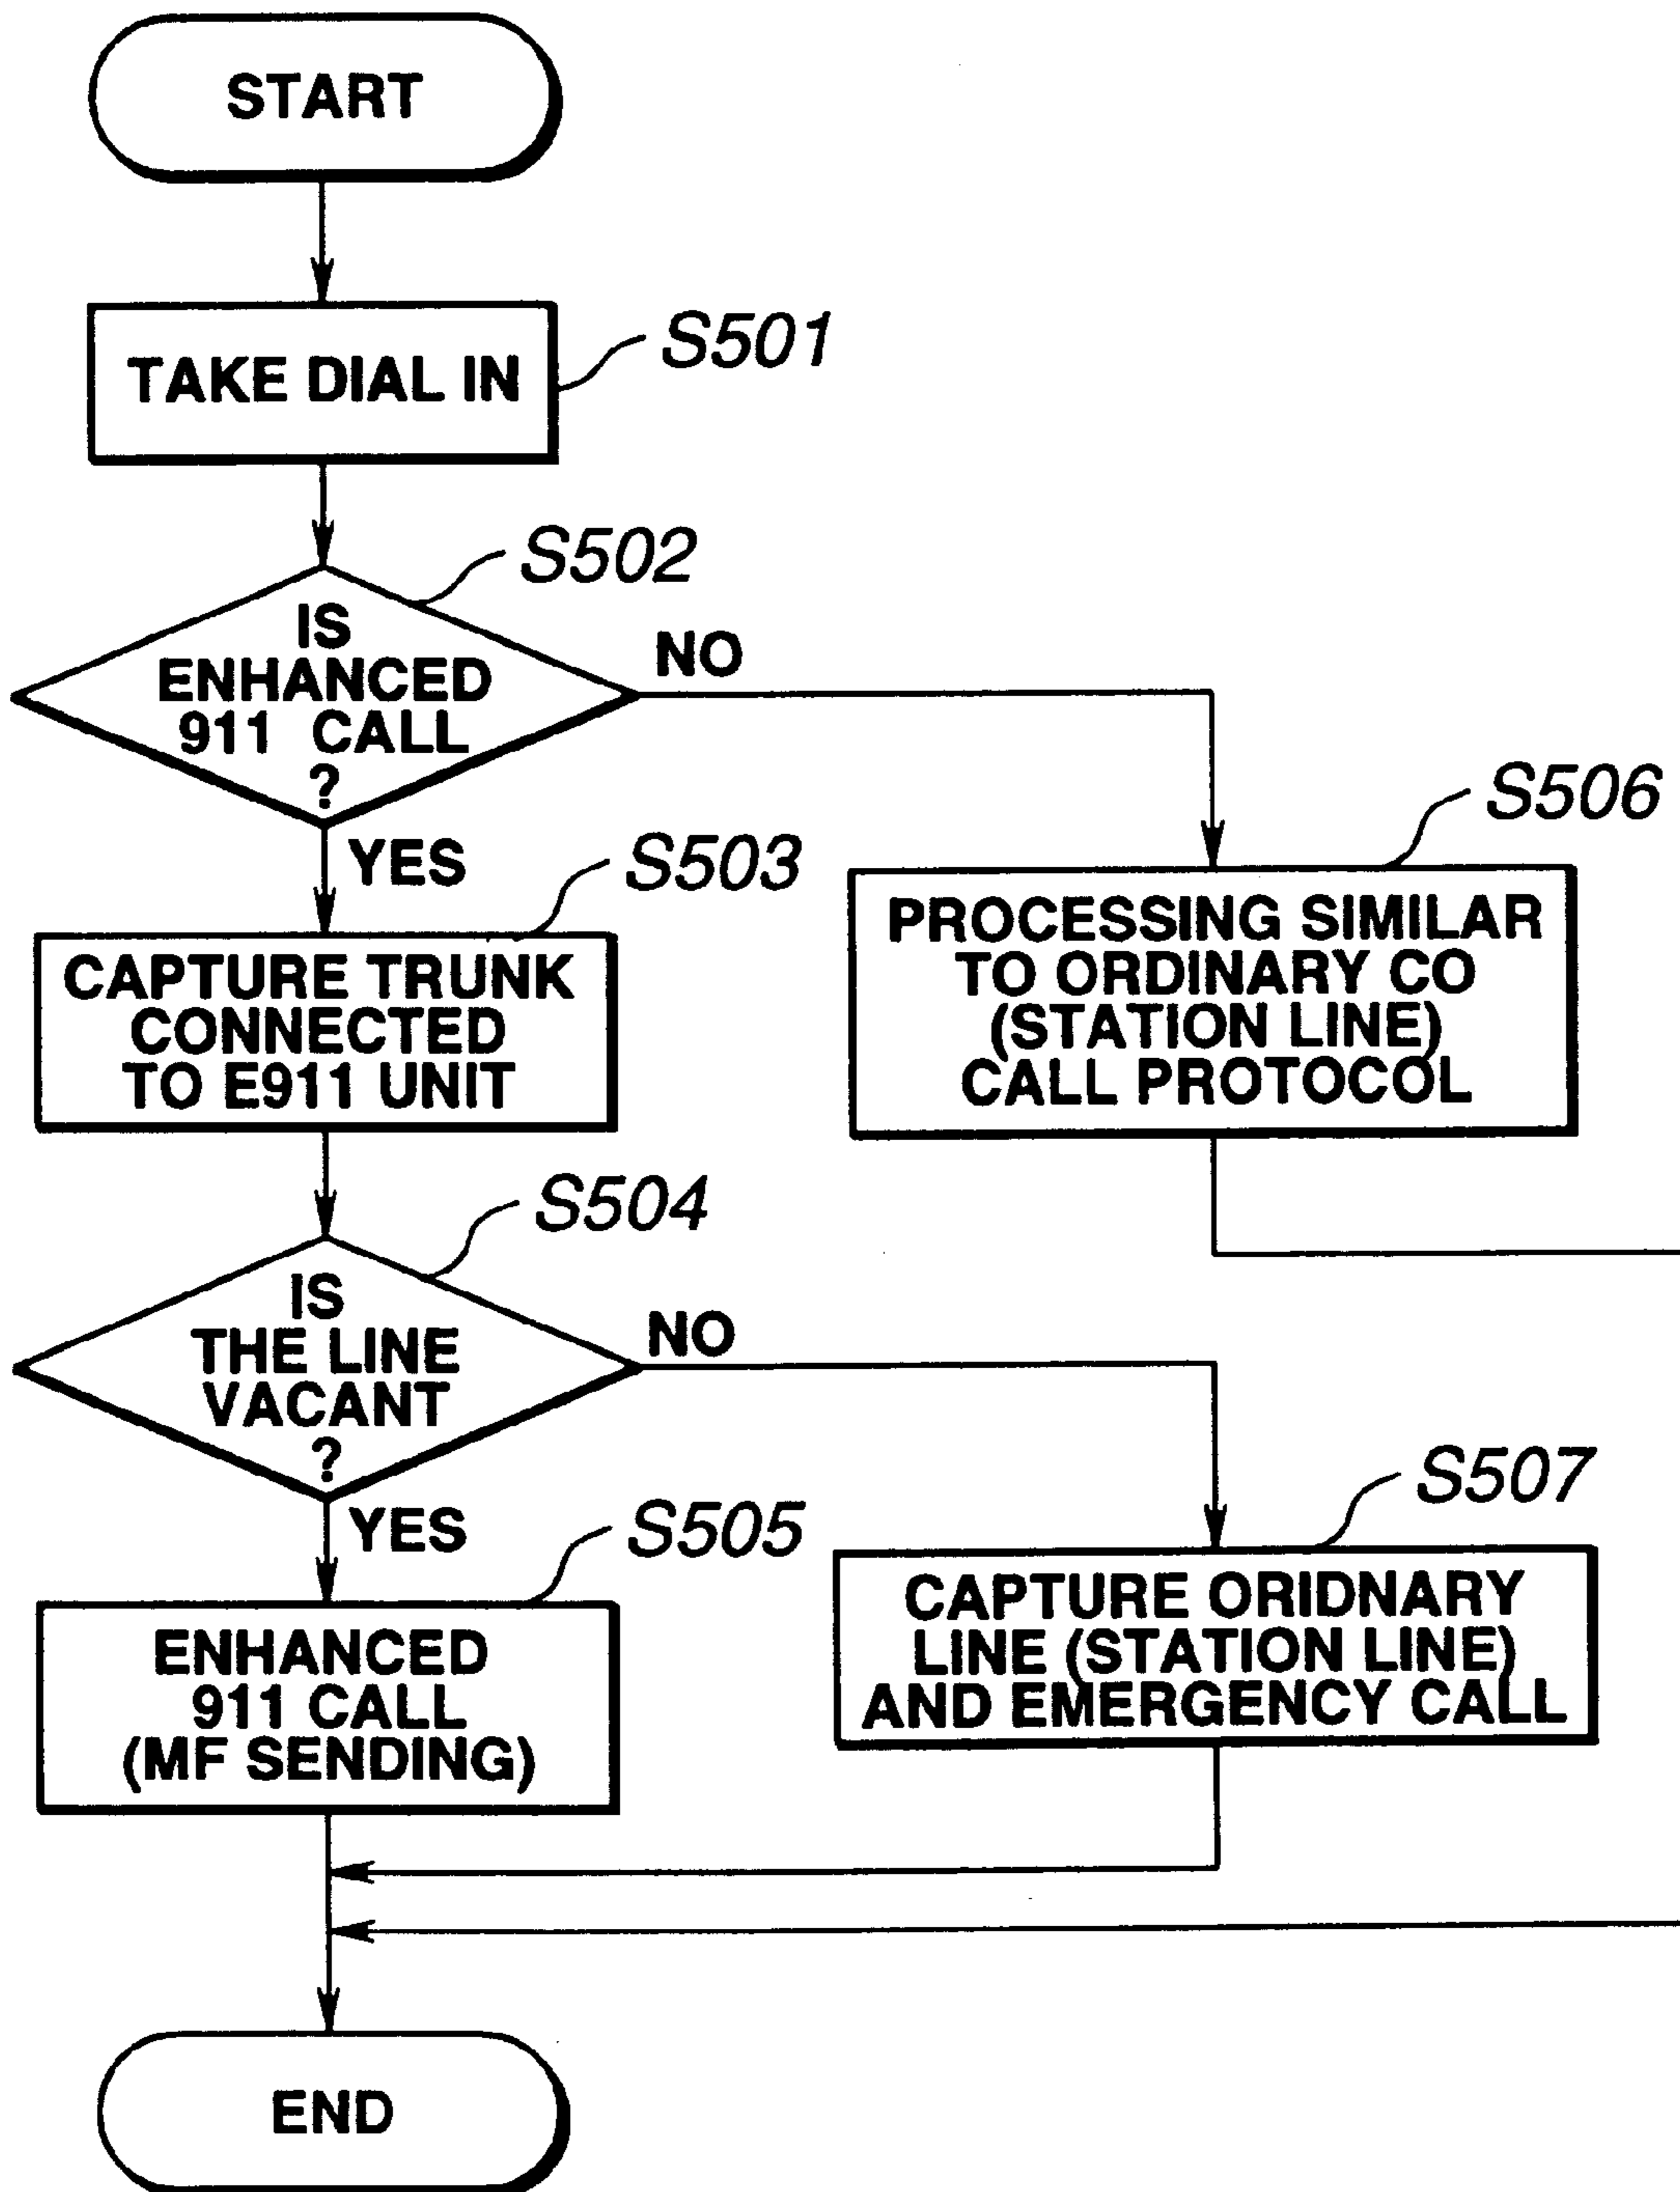 START
S501
TAKE DIAL IN
S502
IS
ENHANCED
911 CALL
?
NO
YES
S503
CAPTURE TRUNK
CONNECTED
TO E911 UNIT
S506
PROCESSING SIMILAR
TO ORDINARY CO
(STATION LINE)
CALL PROTOCOL
S504
IS
THE LINE
VACANT
?
NO
YES
S505
ENHANCED
911 CALL
(MF SENDING)
S507
CAPTURE ORIDNARY
LINE (STATION LINE)
AND EMERGENCY CALL
END